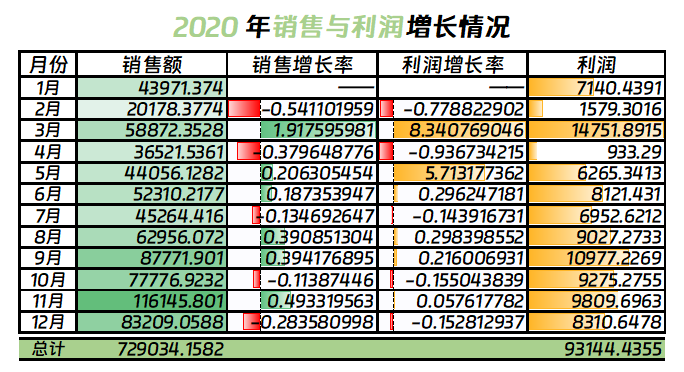 2020 年销售与利润增长情况
月份 销售额 销售增长率 利润增长率 利润
1月 43971.374 —— —— 7140.4391
2月 20178.3774 -0.541101959 -0.778822902 1579.3016
3月 58872.3528 1.917595981 8.340769046 14751.8915
4月 36521.5361 -0.379648776 -0.936734215 933.29
5月 44056.1282 0.206305454 5.713177362 6265.3413
6月 52310.2177 0.187353947 0.296247181 8121.431
7月 45264.416 -0.134692647 -0.143916731 6952.6212
8月 62956.072 0.390851304 0.298398552 9027.2733
9月 87771.901 0.394176895 0.216006931 10977.2269
10月 77776.9232 -0.11387446 -0.155043839 9275.2755
11月 116145.801 0.493319563 0.057617782 9809.6963
12月 83209.0588 -0.283580998 -0.152812937 8310.6478
总计 729034.1582 93144.4355